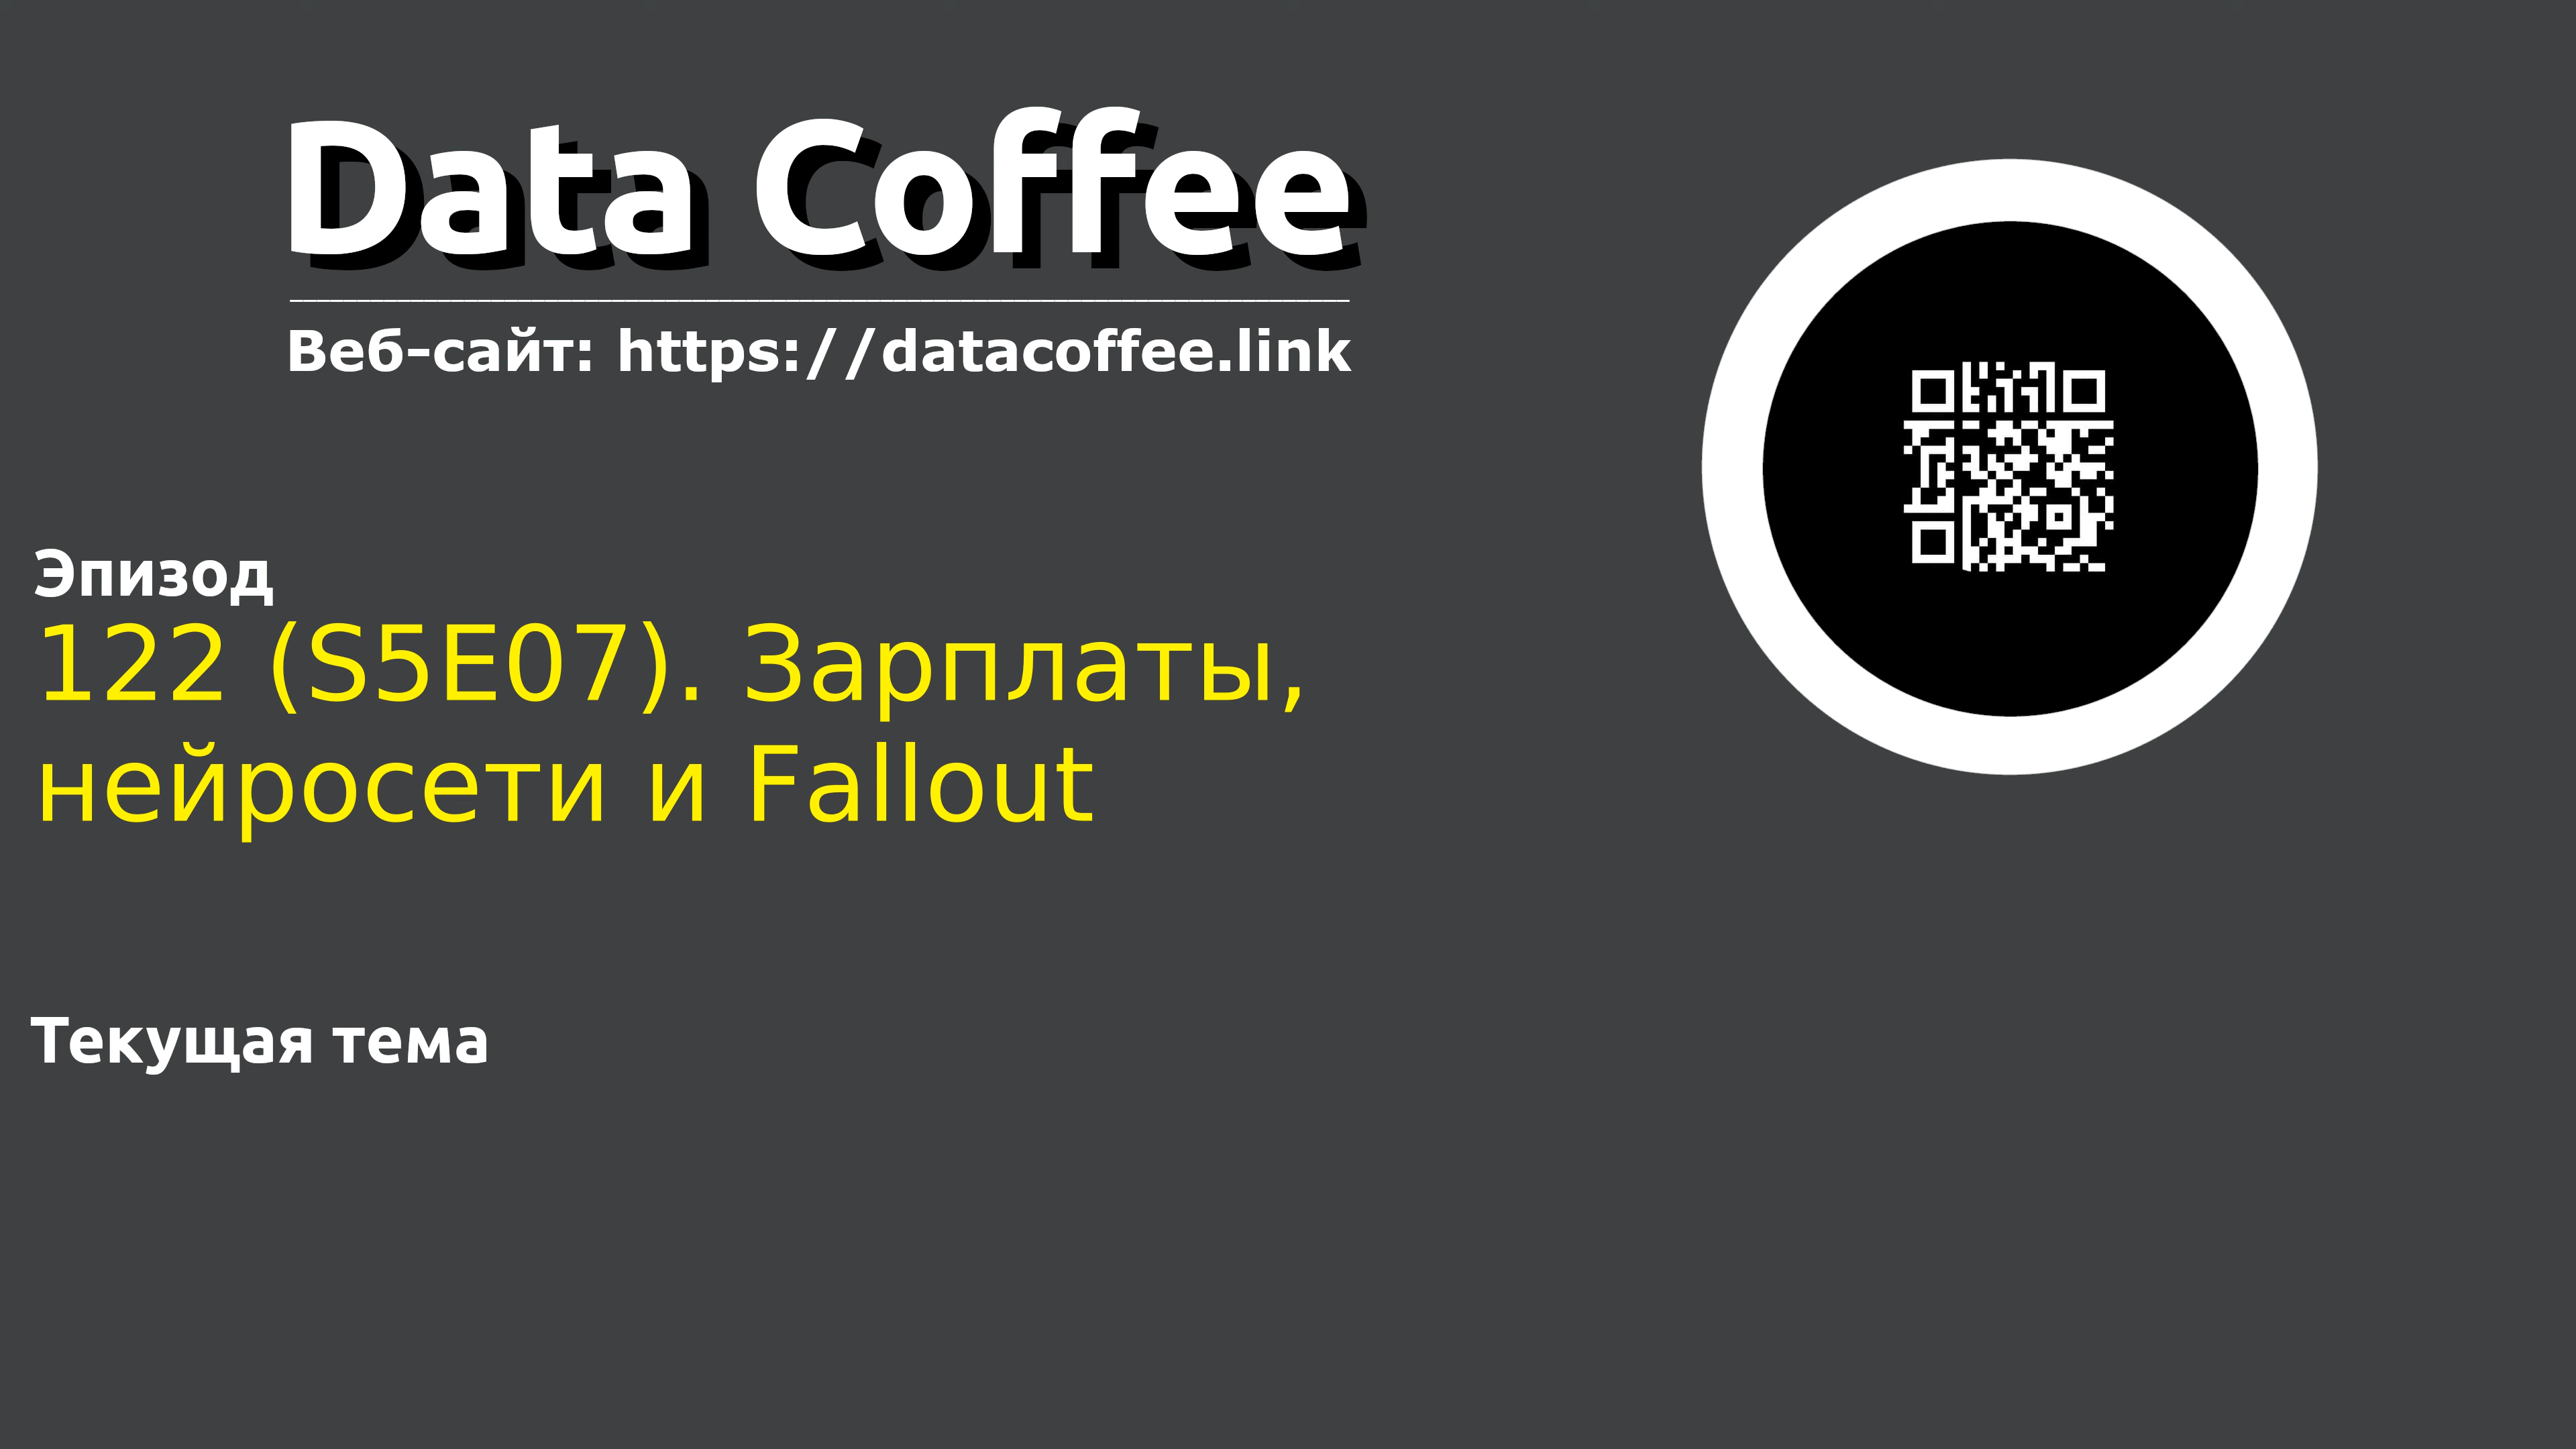 Data Coffee
Веб-сайт: https://datacoffee.link
Эпизод
122 (S5E07). Зарплаты,
нейросети и Fallout
Текущая тема